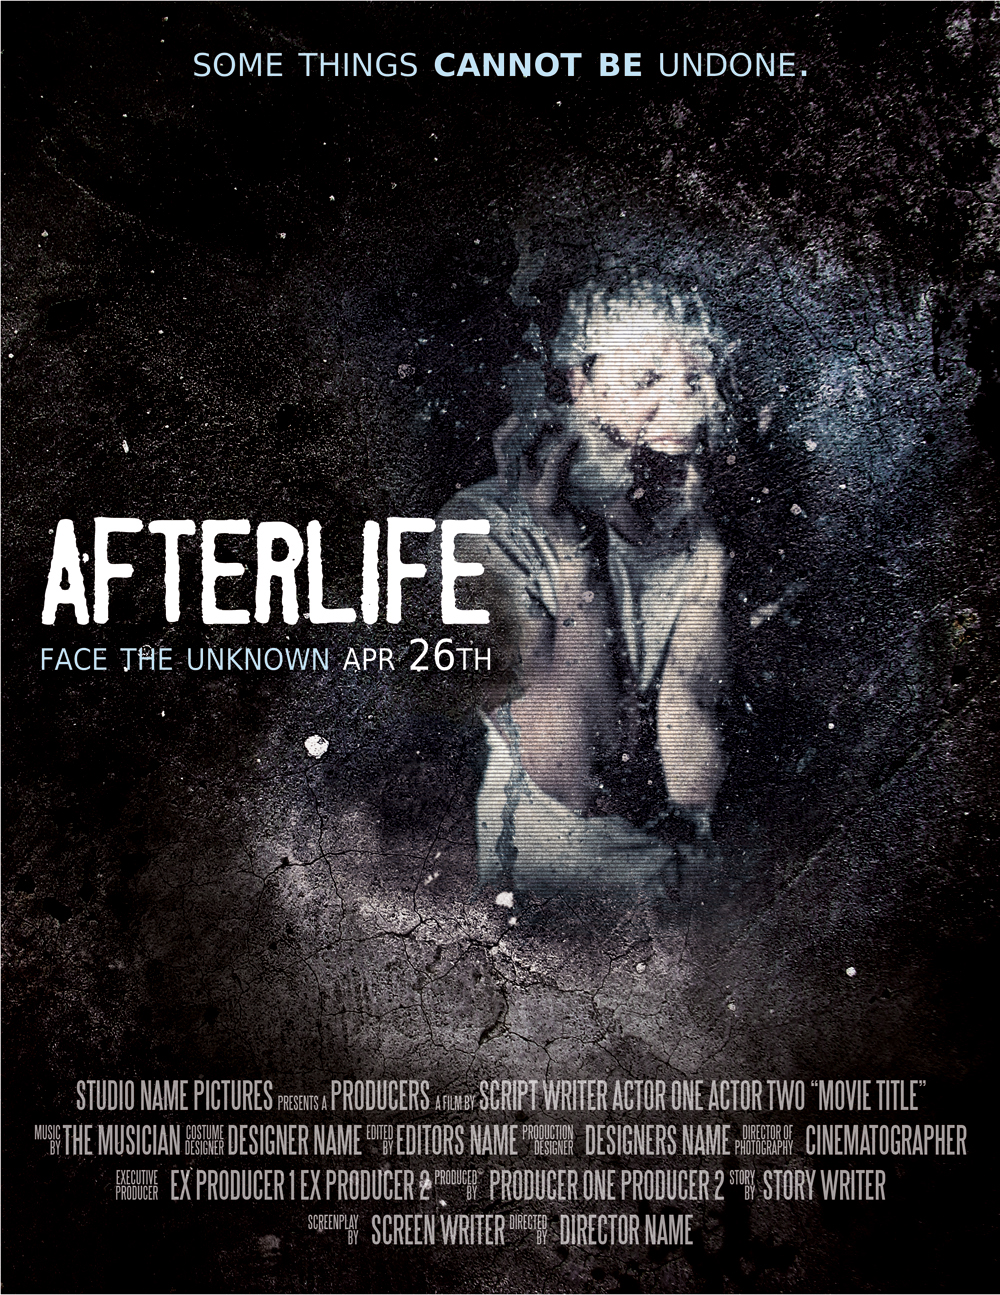 SOME THINGS CANNOT BE UNDONE.
AFTERLIFE
FACE THE UNKNOWN APR 26TH
STUDIO NAME PICTURES PRESENTS A PRODUCERS A FILM BY SCRIPT WRITER ACTOR ONE ACTOR TWO “MOVIE TITLE”
MUSIC BY THE MUSICIAN COSTUME DESIGNER DESIGNER NAME EDITED BY EDITORS NAME PRODUCTION DESIGNER DESIGNERS NAME DIRECTOR OF PHOTOGRAPHY CINEMATOGRAPHER
EXECUTIVE PRODUCER EX PRODUCER 1 EX PRODUCER 2 PRODUCED BY PRODUCER ONE PRODUCER 2 STORY BY STORY WRITER
SCREENPLAY BY SCREEN WRITER DIRECTED BY DIRECTOR NAME